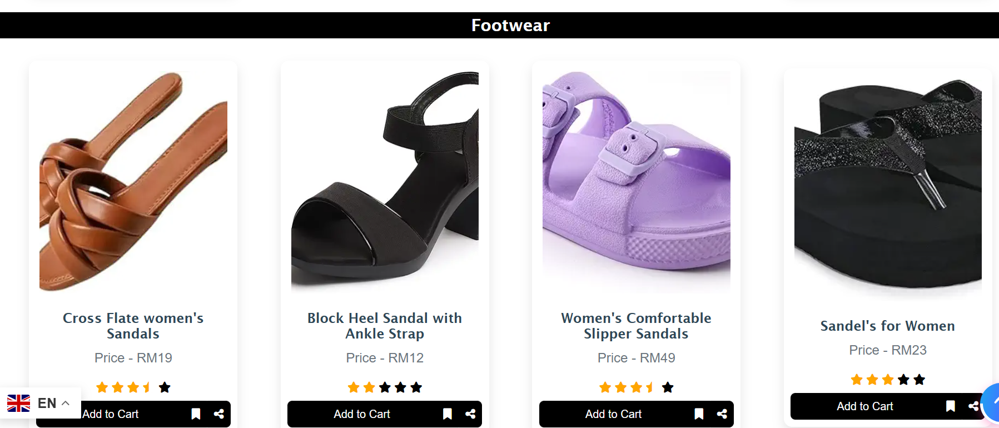 Footwear
Cross Flate women's
Sandals
Price - RM19
Add to Cart
Block Heel Sandal with
Ankle Strap
Price - RM12
Add to Cart
Women's Comfortable
Slipper Sandals
Price - RM49
Add to Cart
Sandel's for Women
Price - RM23
Add to Cart
EN